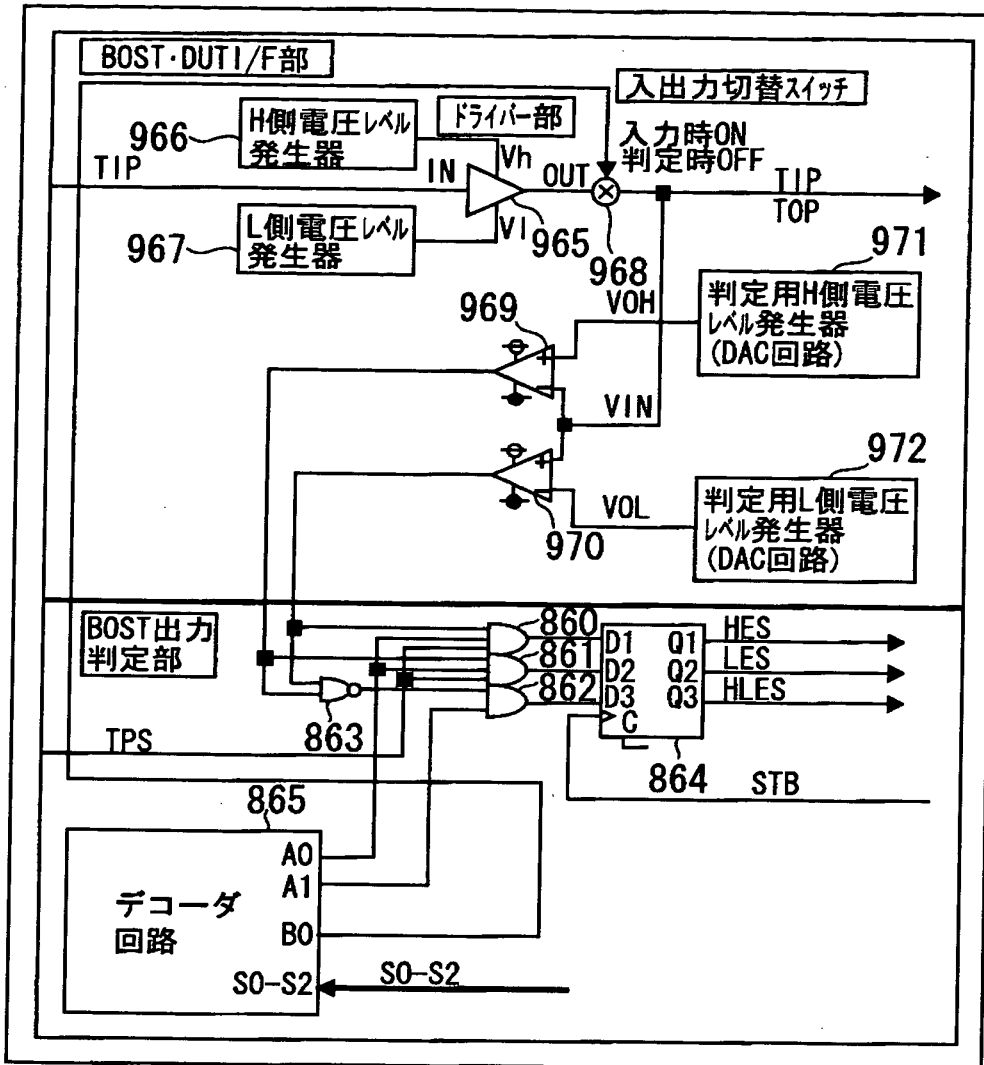 BOST·DUTI/F部
入出力切替スイッチ
966
H側電圧レベル
発生器
ドライバー部
入力時ON
判定時OFF
TIP
IN
Vh
OUT
TIP
TOP
967
L側電圧レベル
発生器
Vl
965
968
971
VOH
判定用H側電圧
レベル発生器
(DAC回路)
969
+
−
VIN
972
+
−
VOL
判定用L側電圧
レベル発生器
(DAC回路)
970
BOST出力
判定部
860
861
862
D1
Q1
HES
D2
Q2
LES
D3
Q3
HLES
C
863
TPS
864
STB
865
A0
A1
デコーダ
回路
B0
S0-S2
S0-S2